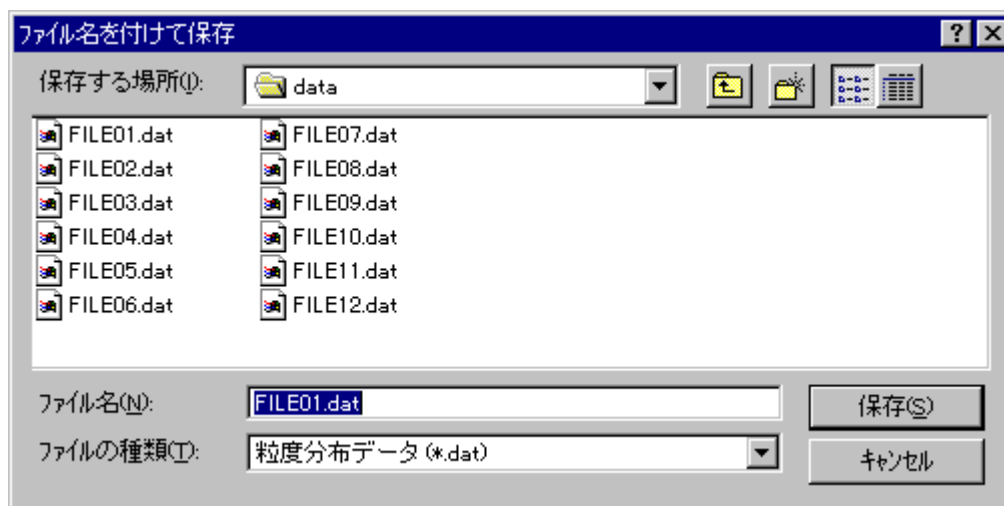 ファイル名を付けて保存
保存する場所(I):
data
FILE01.dat
FILE02.dat
FILE03.dat
FILE04.dat
FILE05.dat
FILE06.dat
FILE07.dat
FILE08.dat
FILE09.dat
FILE10.dat
FILE11.dat
FILE12.dat
ファイル名(N):
FILE01.dat
保存(S)
ファイルの種類(T):
粒度分布データ (*.dat)
キャンセル